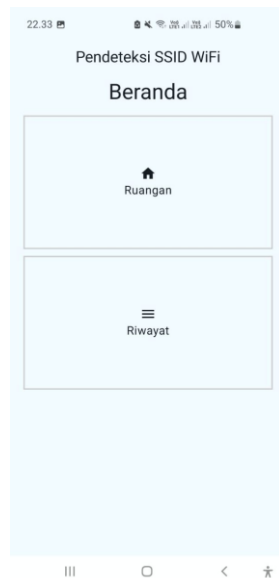 22.33
50%
Pendeteksi SSID WiFi
Beranda
Ruangan
Riwayat